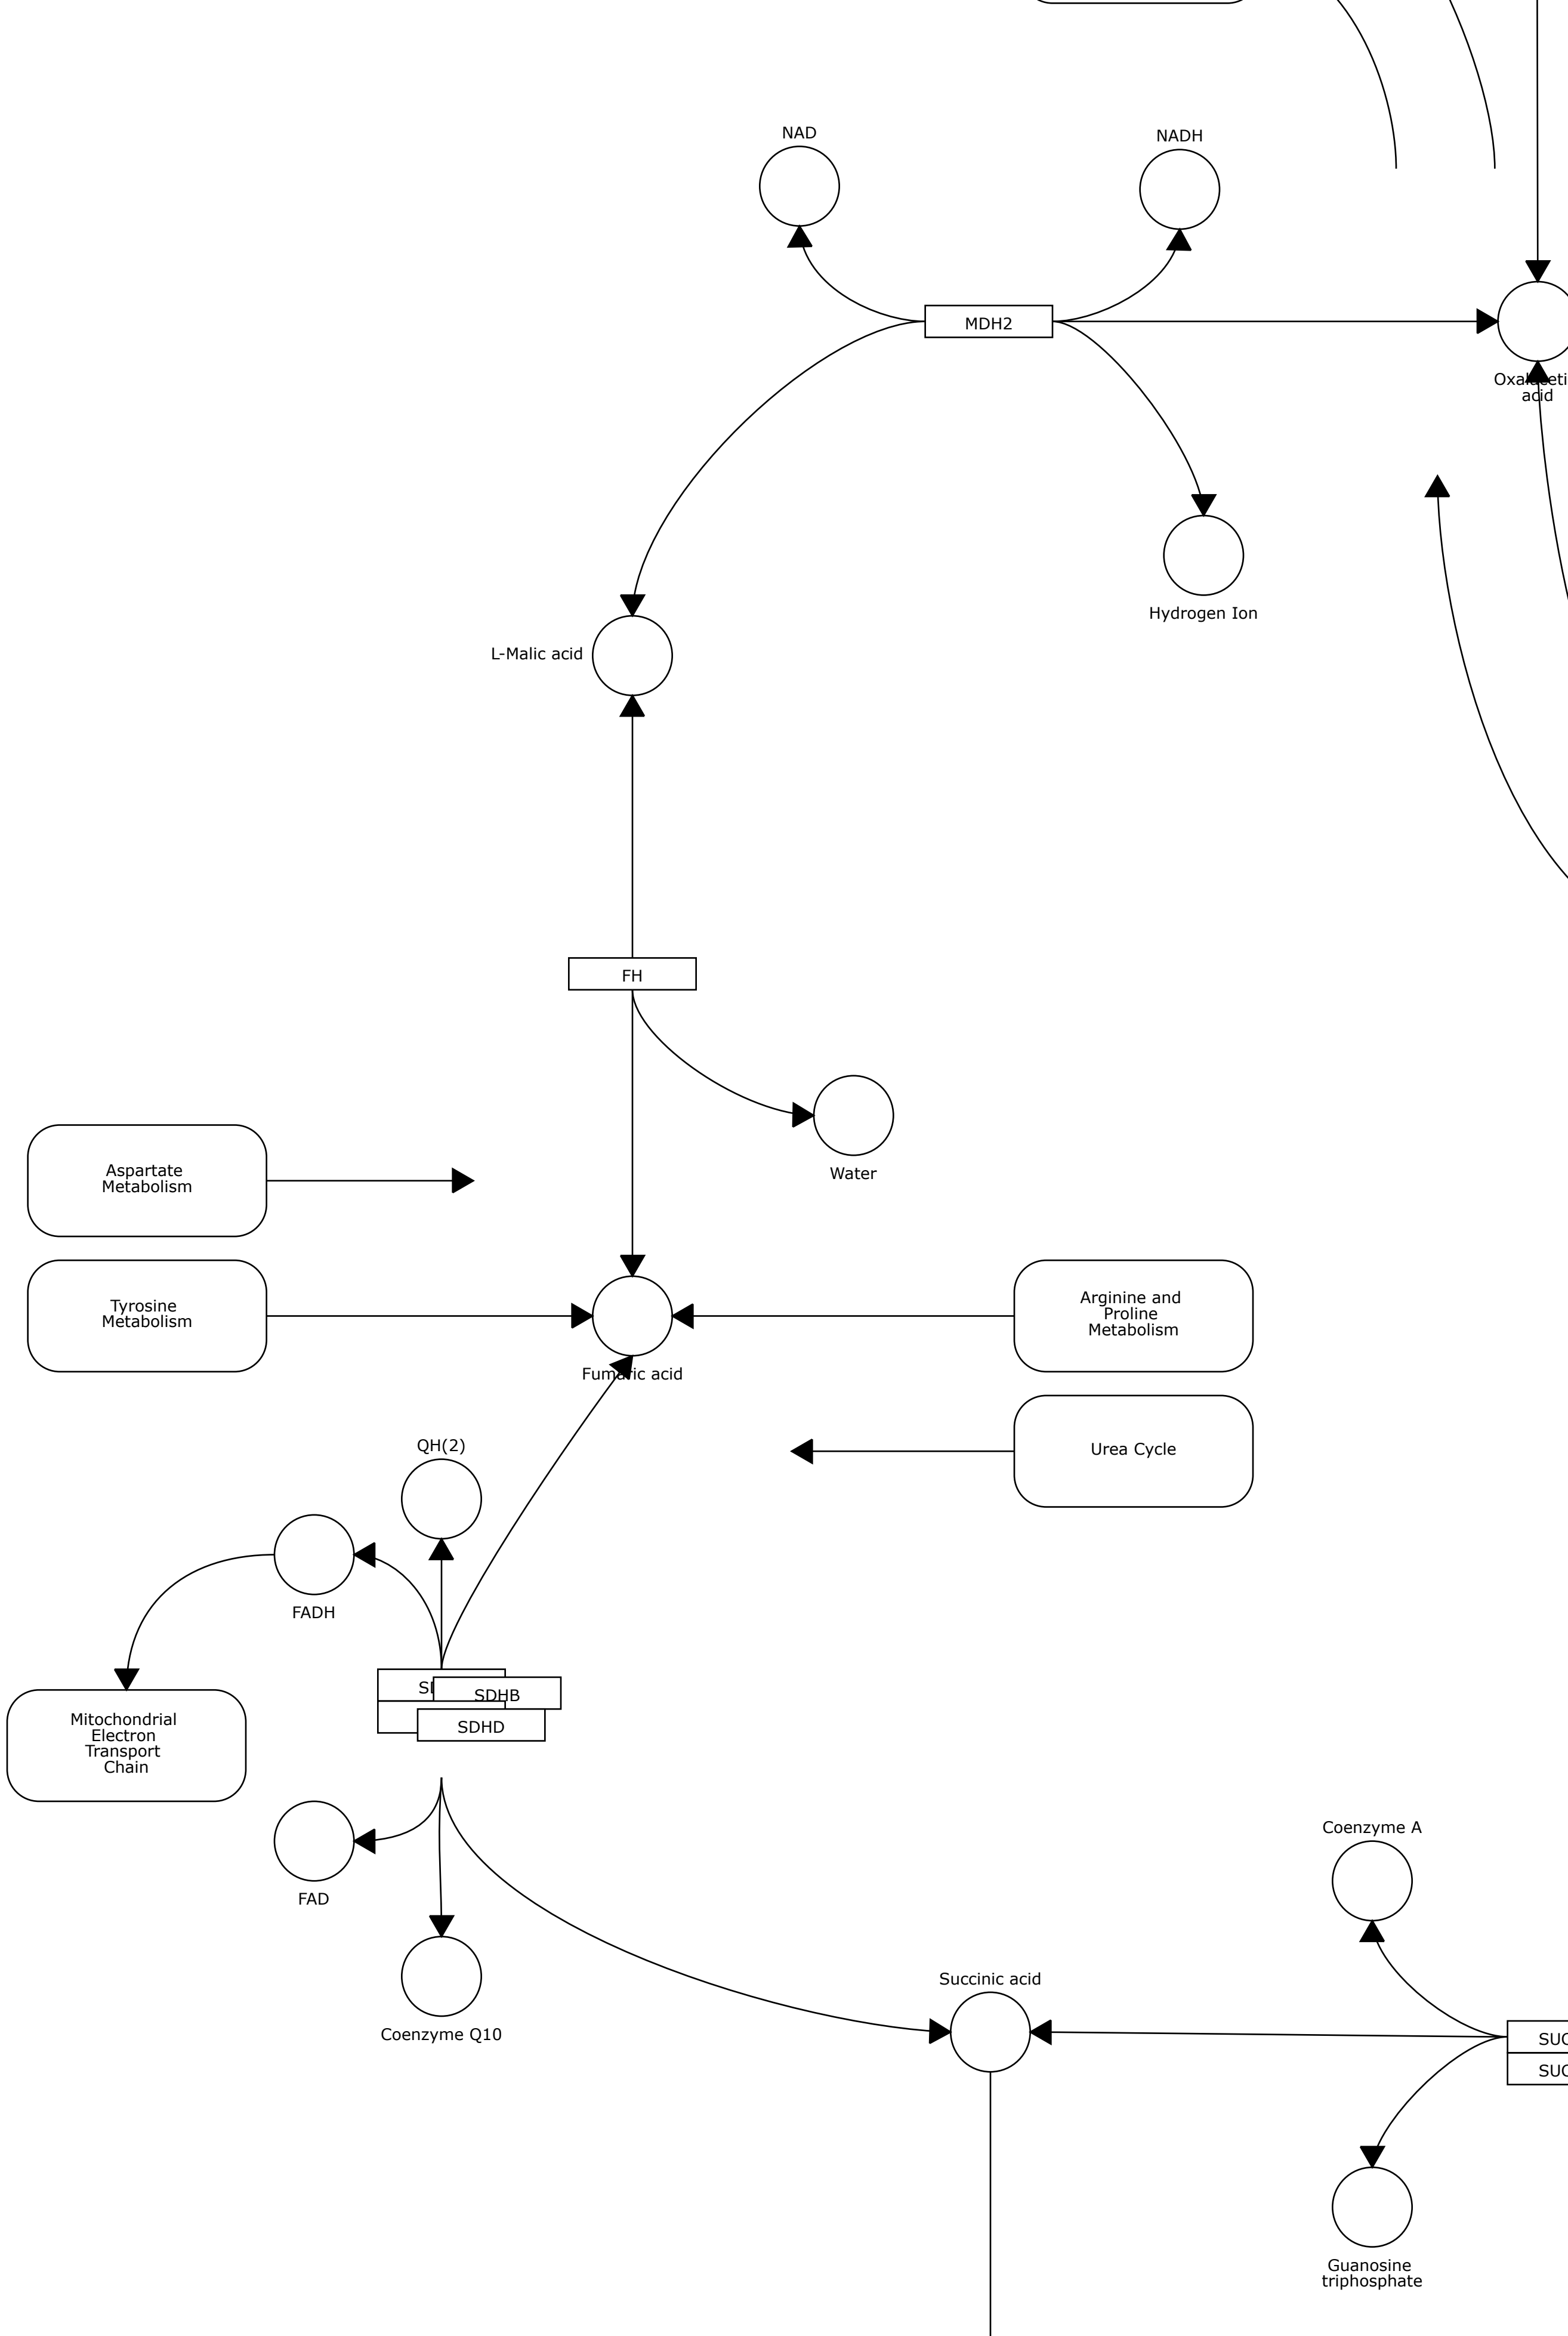 NAD
NADH
MDH2
acid
Hydrogen Ion
L-Malic acid
FH
Water
Aspartate
Metabolism
Tyrosine
Metabolism
Arginine and
Proline
Metabolism
Fumaric acid
Urea Cycle
QH(2)
FADH
SDHB
SDHD
Mitochondrial
Electron
Transport
Chain
FAD
Coenzyme Q10
Coenzyme A
Succinic acid
Guanosine
triphosphate